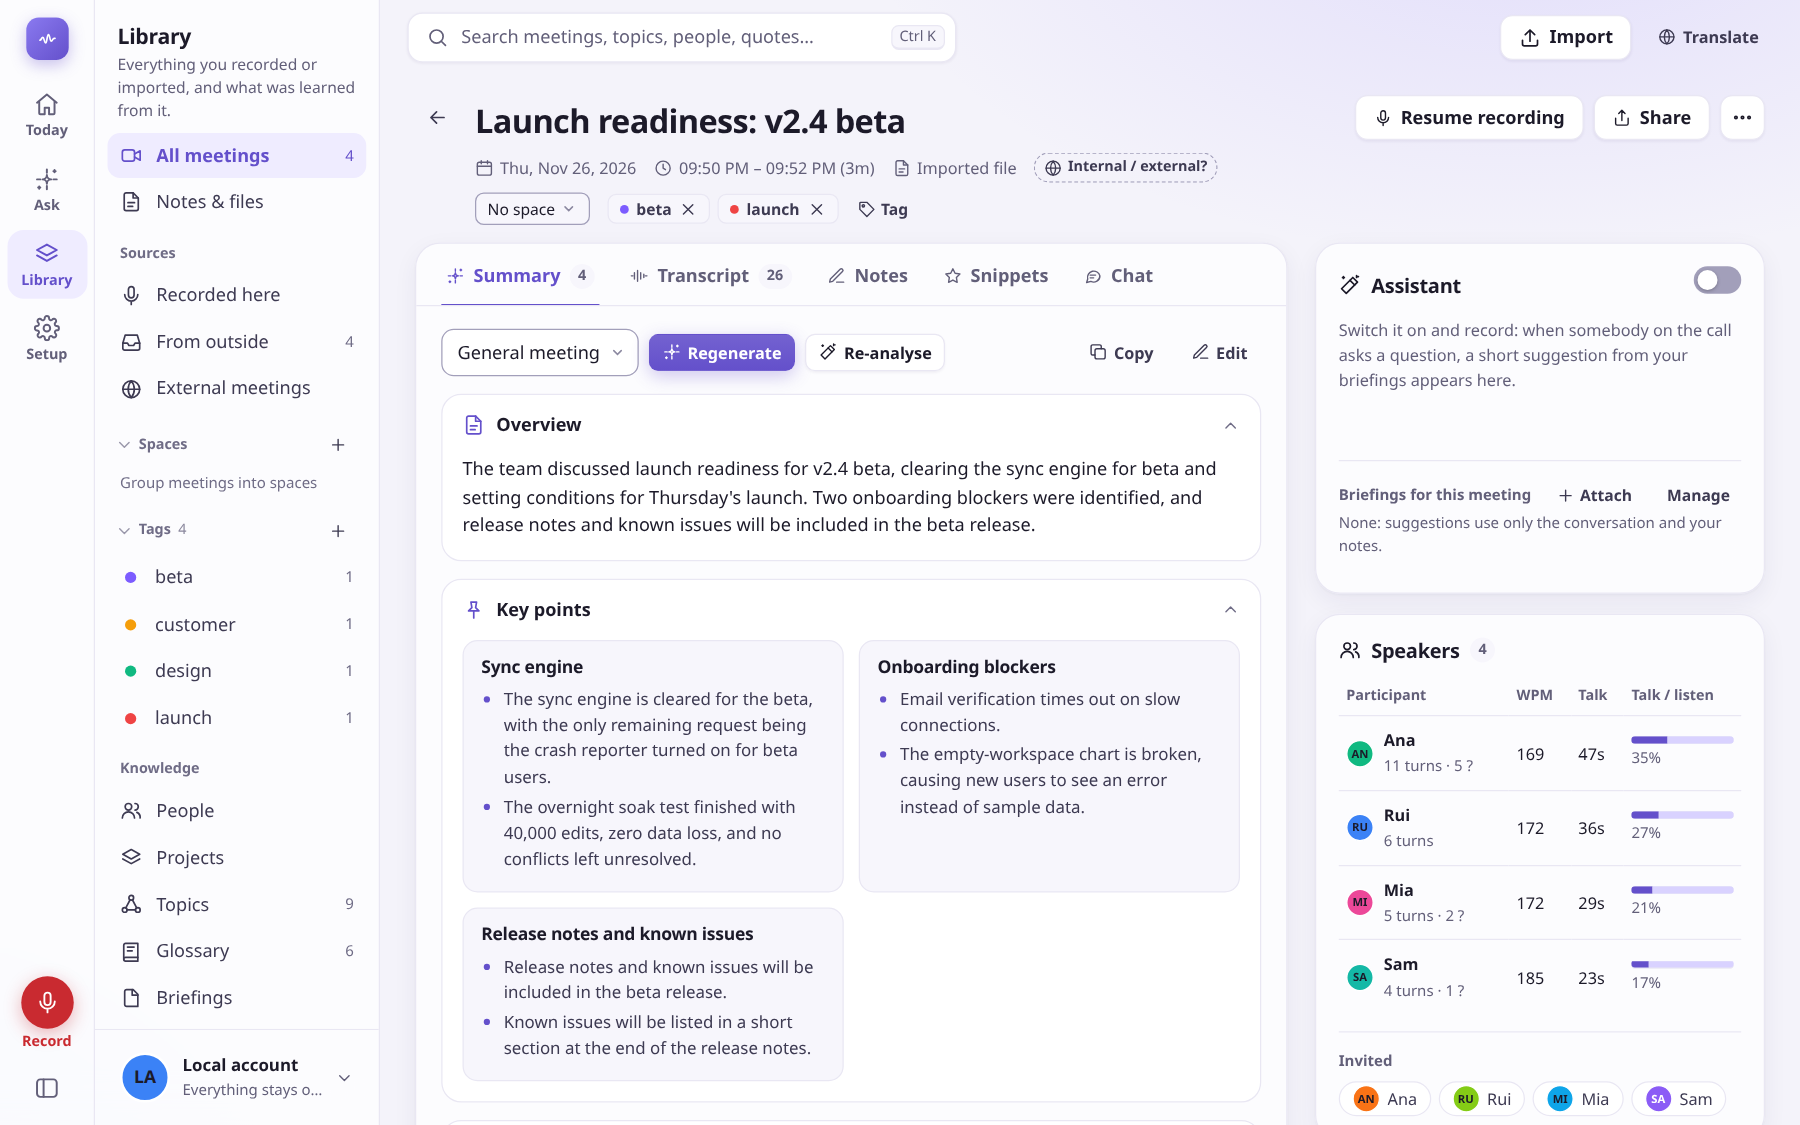 Today
Ask
Library
Setup
Record
Library
Everything you recorded or
imported, and what was learned
from it.
All meetings 4
Notes & files
Sources
Recorded here
From outside 4
External meetings
Spaces
Group meetings into spaces
Tags 4
beta 1
customer 1
design 1
launch 1
Knowledge
People
Projects
Topics 9
Glossary 6
Briefings
LA
Local account
Everything stays o...
Search meetings, topics, people, quotes... Ctrl K
Import
Translate
Launch readiness: v2.4 beta
Resume recording
Share
Thu, Nov 26, 2026 09:50 PM – 09:52 PM (3m) Imported file Internal / external?
No space beta launch Tag
Summary 4 Transcript 26 Notes Snippets Chat
General meeting Regenerate Re-analyse Copy Edit
Overview
The team discussed launch readiness for v2.4 beta, clearing the sync engine for beta and
setting conditions for Thursday's launch. Two onboarding blockers were identified, and
release notes and known issues will be included in the beta release.
Key points
Sync engine
The sync engine is cleared for the beta,
with the only remaining request being
the crash reporter turned on for beta
users.
The overnight soak test finished with
40,000 edits, zero data loss, and no
conflicts left unresolved.
Onboarding blockers
Email verification times out on slow
connections.
The empty-workspace chart is broken,
causing new users to see an error
instead of sample data.
Release notes and known issues
Release notes and known issues will be
included in the beta release.
Known issues will be listed in a short
section at the end of the release notes.
Assistant
Switch it on and record: when somebody on the call
asks a question, a short suggestion from your
briefings appears here.
Briefings for this meeting Attach Manage
None: suggestions use only the conversation and your
notes.
Speakers 4
Participant WPM Talk Talk / listen
AN Ana 169 47s 35%
11 turns · 5 ?
RU Rui 172 36s 27%
6 turns
MI Mia 172 29s 21%
5 turns · 2 ?
SA Sam 185 23s 17%
4 turns · 1 ?
Invited
AN Ana RU Rui MI Mia SA Sam